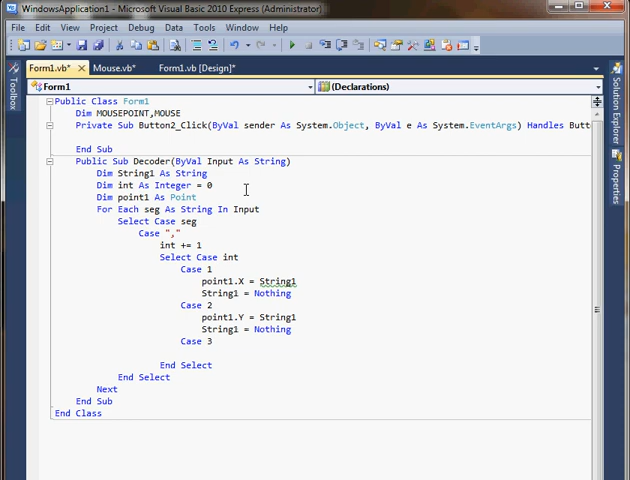 WindowsApplication1 - Microsoft Visual Basic 2010 Express (Administrator)
File Edit View Project Debug Data Tools Window Help
Form1.vb* Mouse.vb* Form1.vb [Design]*
Form1 (Declarations)
Toolbox
Solution Explorer
Properties
Public Class Form1
Dim MOUSEPOINT,MOUSE
Private Sub Button2_Click(ByVal sender As System.Object, ByVal e As System.EventArgs) Handles Butt
End Sub
Public Sub Decoder(ByVal Input As String)
Dim String1 As String
Dim int As Integer = 0
Dim point1 As Point
For Each seg As String In Input
Select Case seg
Case ","
int += 1
Select Case int
Case 1
point1.X = String1
String1 = Nothing
Case 2
point1.Y = String1
String1 = Nothing
Case 3
End Select
End Select
Next
End Sub
End Class